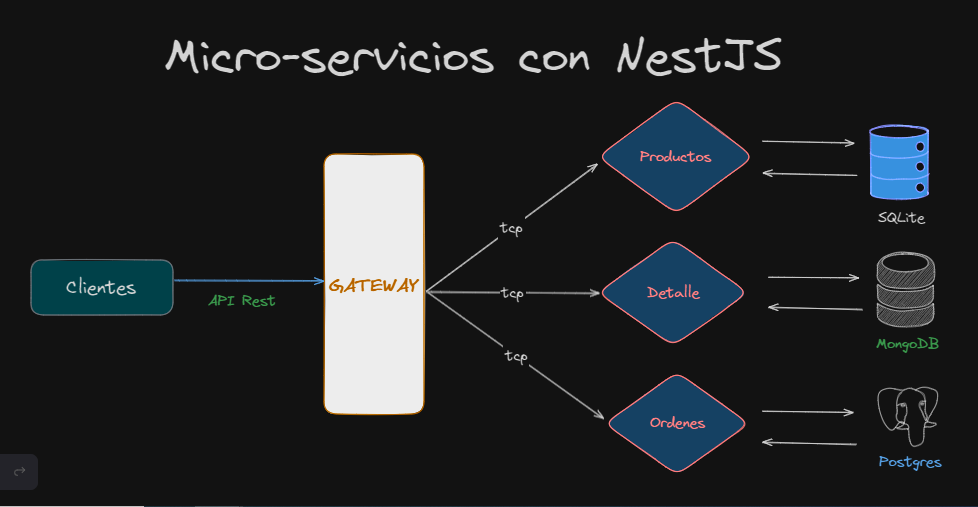 Micro-servicios con NestJS
Clientes
API Rest
GATEWAY
tcp
tcp
tcp
Productos
SQLite
Detalle
MongoDB
Ordenes
Postgres